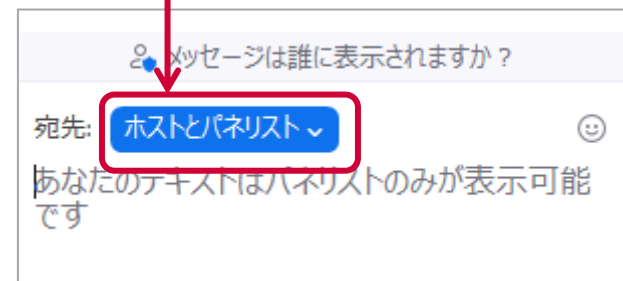 メッセージは誰に表示されますか？
宛先: ホストとパネリスト
あなたのテキストはパネリストのみが表示可能
です